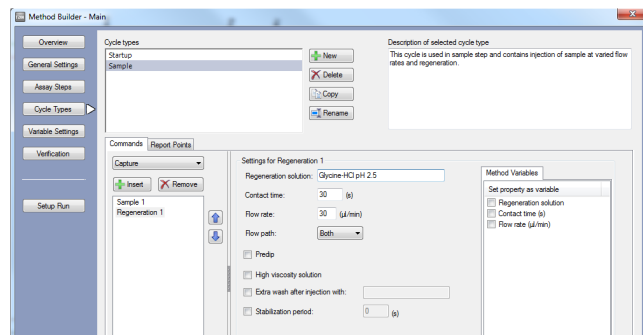 Method Builder - Main
Overview
General Settings
Assay Steps
Cycle Types
Variable Settings
Verification
Setup Run
Cycle types
Startup
Sample
New
Delete
Copy
Rename
Description of selected cycle type
This cycle is used in sample step and contains injection of sample at varied flow
rates and regeneration.
Commands Report Points
Capture
Insert Remove
Sample 1
Regeneration 1
Settings for Regeneration 1
Regeneration solution: Glycine-HCl pH 2.5
Contact time: 30 (s)
Flow rate: 30 (µl/min)
Flow path: Both
Predip
High viscosity solution
Extra wash after injection with:
Stabilization period: 0 (s)
Method Variables
Set property as variable
Regeneration solution
Contact time (s)
Flow rate (µl/min)